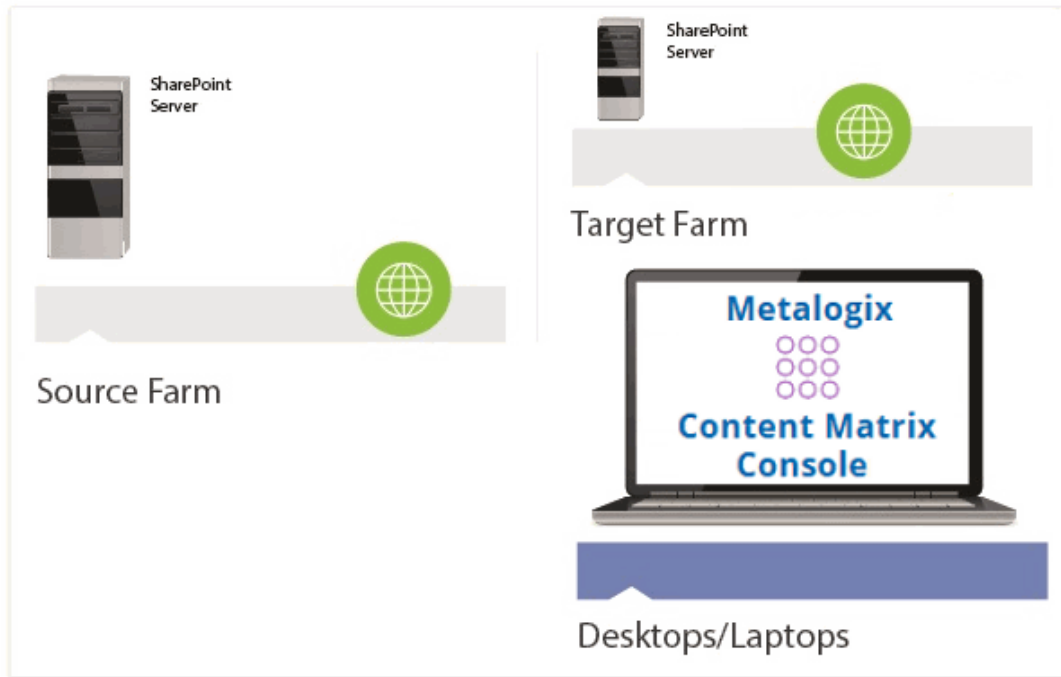 SharePoint
Server
Source Farm
SharePoint
Server
Target Farm
Metalogix
Content Matrix
Console
Desktops/Laptops